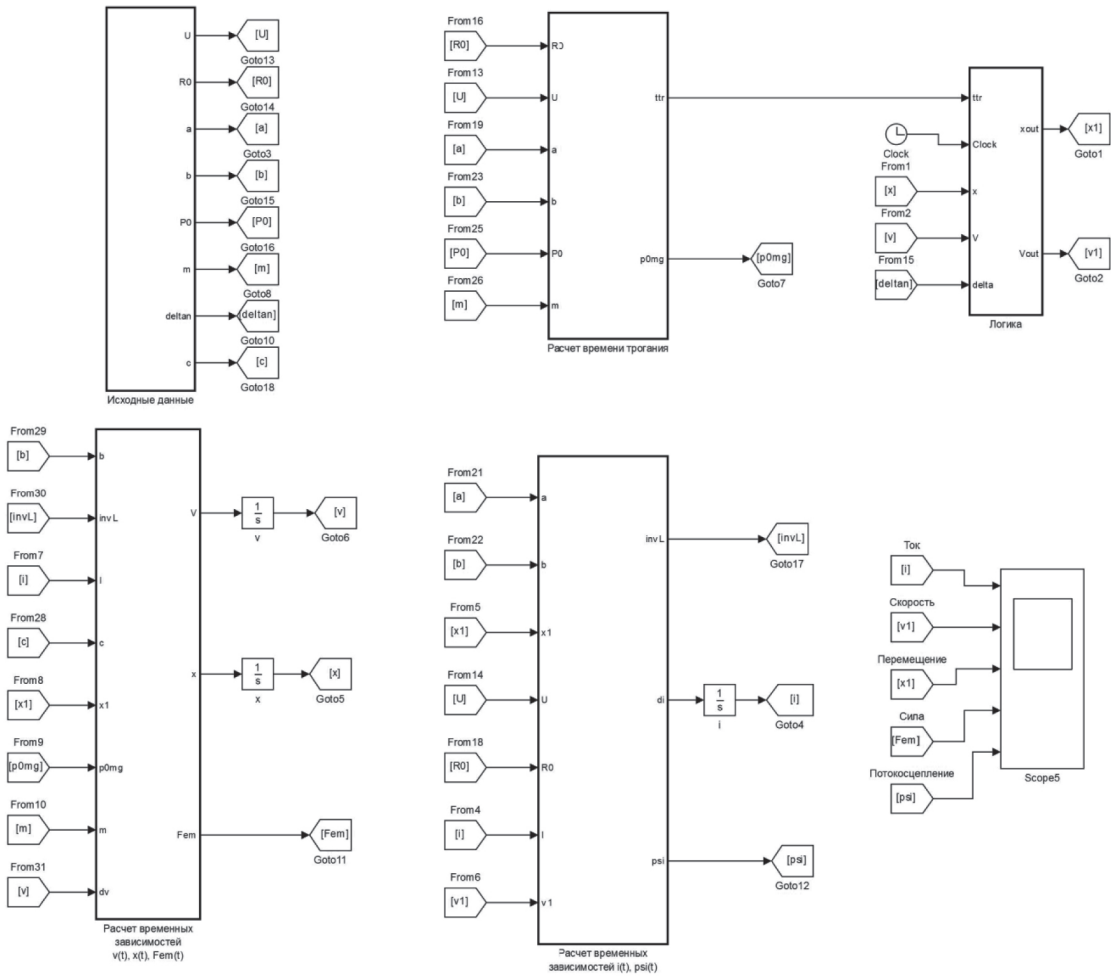 U
[U]
Goto13
R0
[R0]
Goto14
a
[a]
Goto3
b
[b]
Goto15
P0
[P0]
Goto16
m
[m]
Goto8
deltan
[deltan]
Goto10
c
[c]
Goto18
Исходные данные
From16
[R0]
R0
From13
[U]
U
From19
[a]
a
From23
[b]
b
From25
[P0]
P0
From26
[m]
m
ttr
p0mg
[p0mg]
Goto7
Расчет времени трогания
ttr
Clock
Clock
From1
[x]
x
From2
[v]
V
From15
[deltan]
delta
xout
[x1]
Goto1
Vout
[v1]
Goto2
Логика
From29
[b]
b
From30
[invL]
invL
From7
[i]
I
From28
[c]
c
From8
[x1]
x1
From9
[p0mg]
p0mg
From10
[m]
m
From31
[v]
dv
V
1
s
v
[v]
Goto6
x
1
s
x
[x]
Goto5
Fem
[Fem]
Goto11
Расчет временных
зависимостей
v(t), x(t), Fem(t)
From21
[a]
a
From22
[b]
b
From5
[x1]
x1
From14
[U]
U
From18
[R0]
R0
From4
[i]
I
From6
[v1]
v1
invL
[invL]
Goto17
di
1
s
i
[i]
Goto4
psi
[psi]
Goto12
Расчет временных
зависимостей i(t), psi(t)
Ток
[i]
Скорость
[v1]
Перемещение
[x1]
Сила
[Fem]
Потокосцепление
[psi]
Scope5